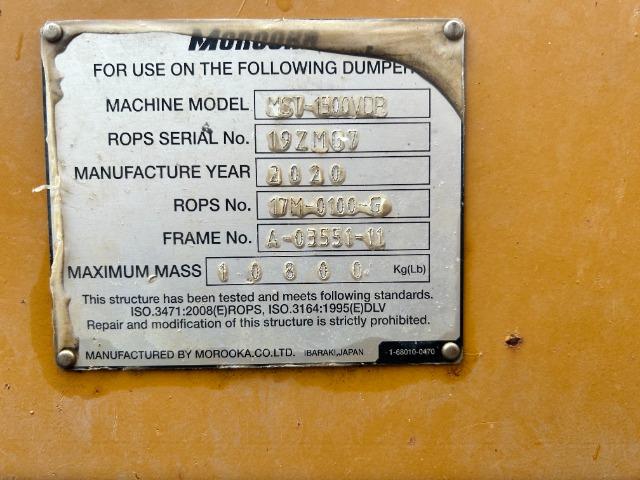 MOROOKA
FOR USE ON THE FOLLOWING DUMPER
MACHINE MODEL MST-1500VDR
ROPS SERIAL No. 19ZM67
MANUFACTURE YEAR 2020
ROPS No. 17M-0100-G
FRAME No. A-03551-11
MAXIMUM MASS 10800 Kg(Lb)
This structure has been tested and meets following standards.
ISO.3471:2008(E)ROPS, ISO.3164:1995(E)DLV
Repair and modification of this structure is strictly prohibited.
MANUFACTURED BY MOROOKA.CO.LTD. IBARAKI,JAPAN 1-68010-0470